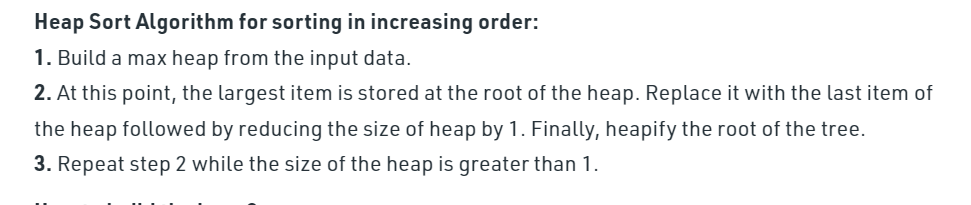 Heap Sort Algorithm for sorting in increasing order:
1. Build a max heap from the input data.
2. At this point, the largest item is stored at the root of the heap. Replace it with the last item of
the heap followed by reducing the size of heap by 1. Finally, heapify the root of the tree.
3. Repeat step 2 while the size of the heap is greater than 1.